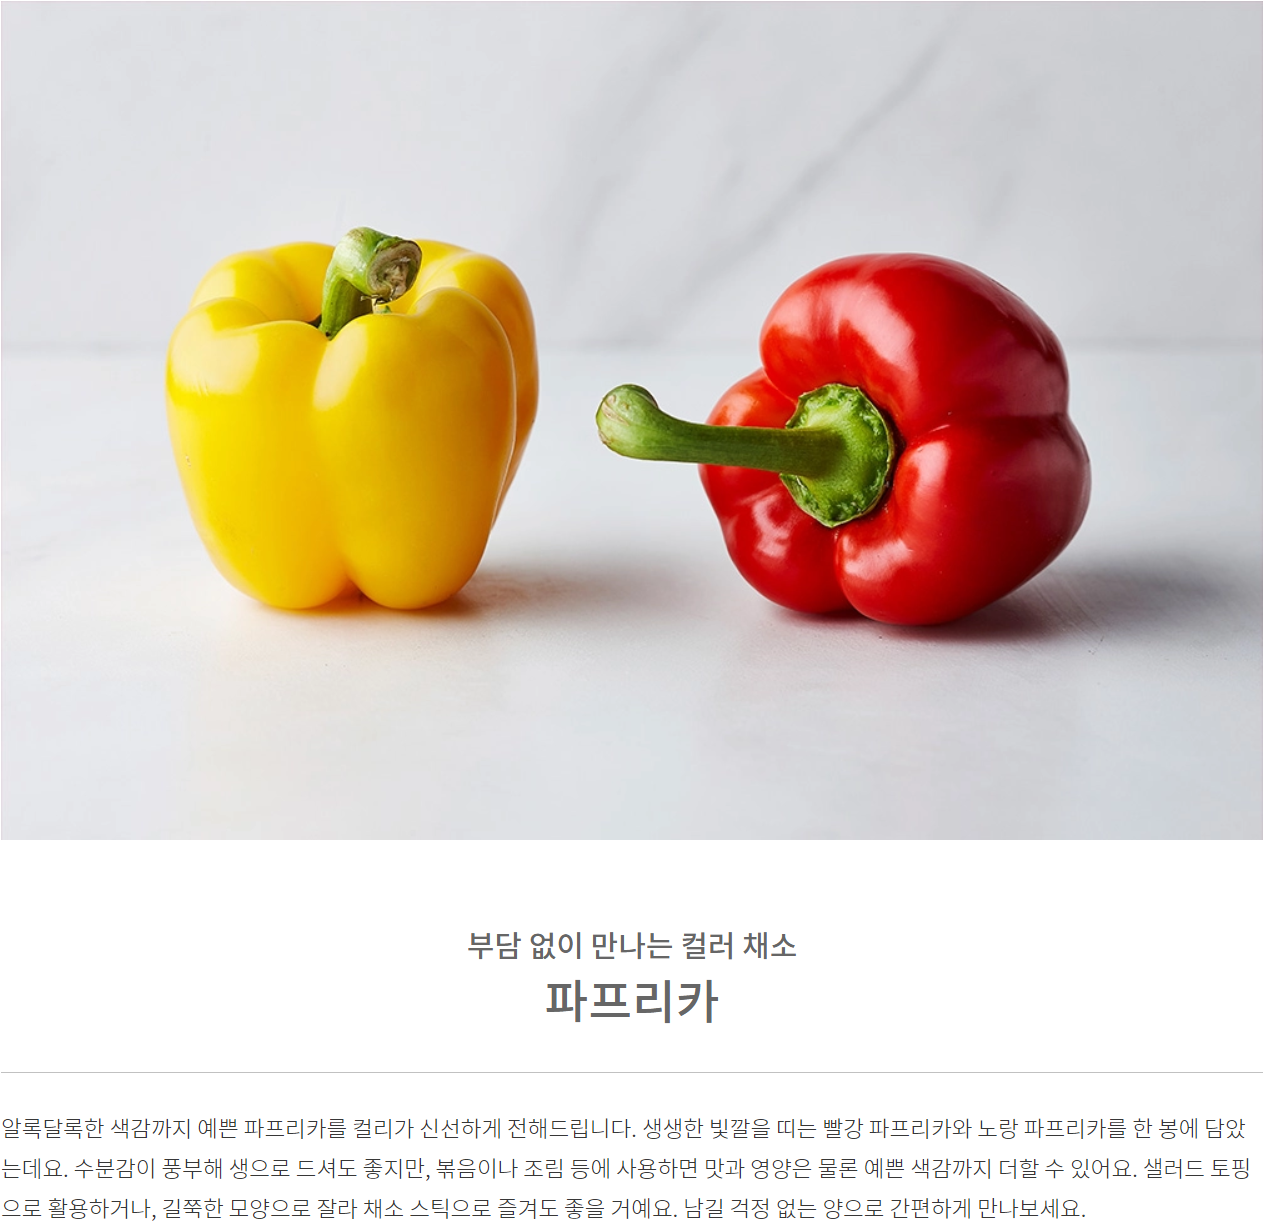 부담 없이 만나는 컬러 채소
파프리카
알록달록한 색감까지 예쁜 파프리카를 컬리가 신선하게 전해드립니다. 생생한 빛깔을 띠는 빨강 파프리카와 노랑 파프리카를 한 봉에 담았
는데요. 수분감이 풍부해 생으로 드셔도 좋지만, 볶음이나 조림 등에 사용하면 맛과 영양은 물론 예쁜 색감까지 더할 수 있어요. 샐러드 토핑
으로 활용하거나, 길쭉한 모양으로 잘라 채소 스틱으로 즐겨도 좋을 거예요. 남길 걱정 없는 양으로 간편하게 만나보세요.